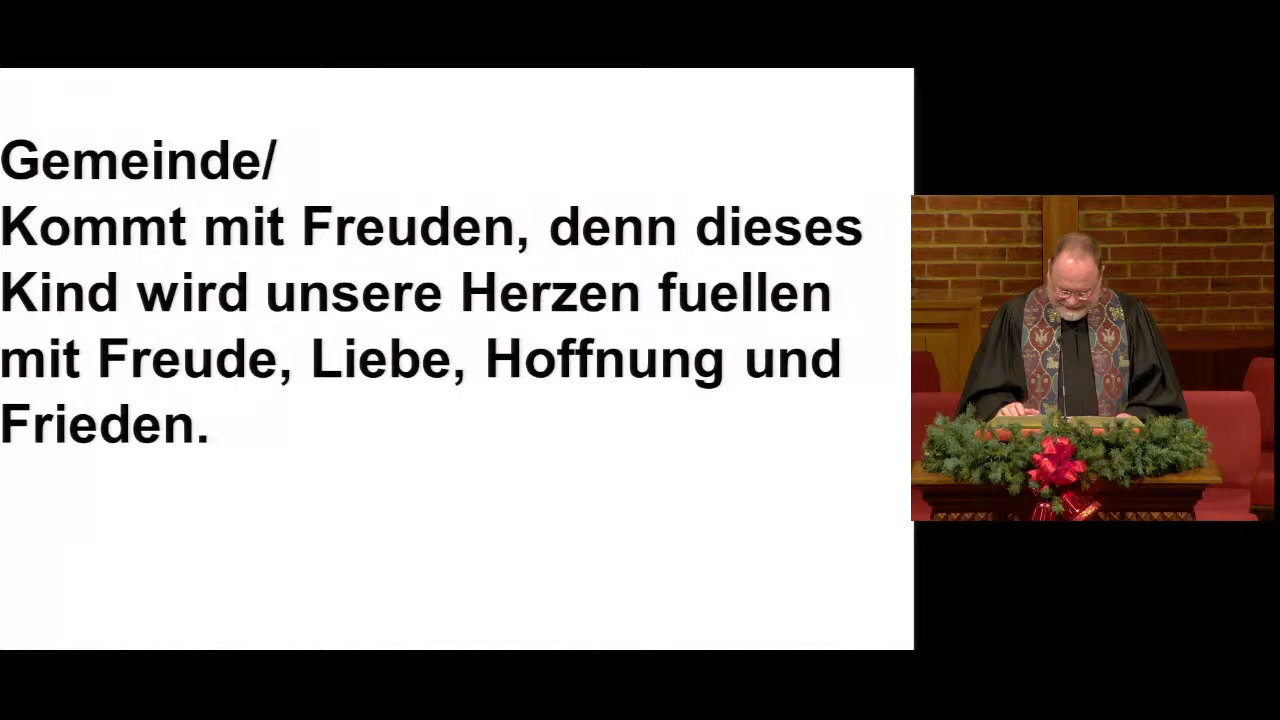 Gemeinde/
Kommt mit Freuden, denn dieses
Kind wird unsere Herzen fuellen
mit Freude, Liebe, Hoffnung und
Frieden.